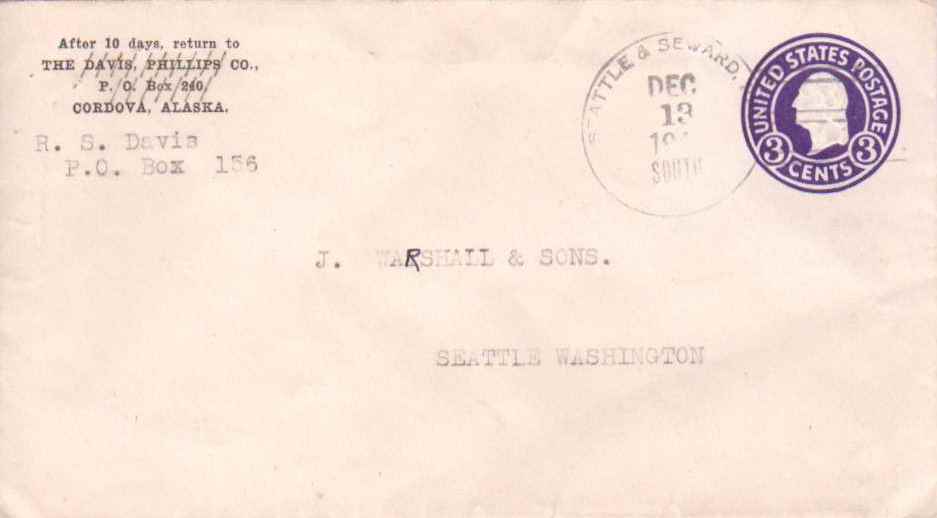 After 10 days, return to
THE DAVIS, PHILLIPS CO.,
P. O. Box 240,
CORDOVA, ALASKA.
R. S. Davis
P.O. Box 156
SEATTLE & SEWARD,
DEC
13
SOUTH
UNITED STATES POSTAGE
3 CENTS 3
J. WARSHALL & SONS.
SEATTLE WASHINGTON